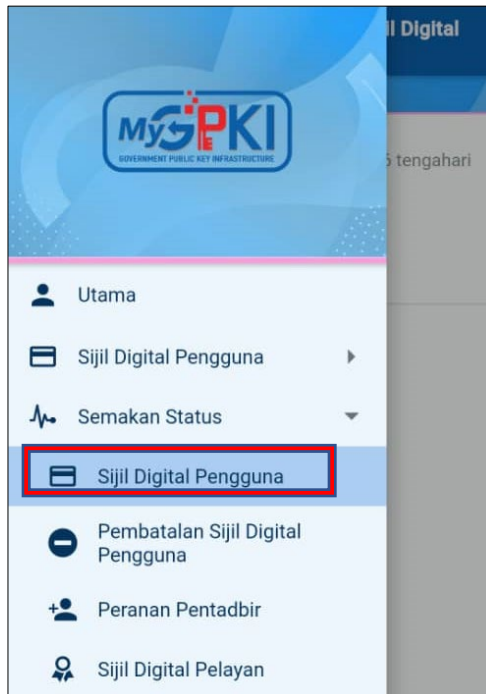 l Digital
MyGPKI
GOVERNMENT PUBLIC KEY INFRASTRUCTURE
6 tengahari
Utama
Sijil Digital Pengguna
Semakan Status
Sijil Digital Pengguna
Pembatalan Sijil Digital
Pengguna
Peranan Pentadbir
Sijil Digital Pelayan